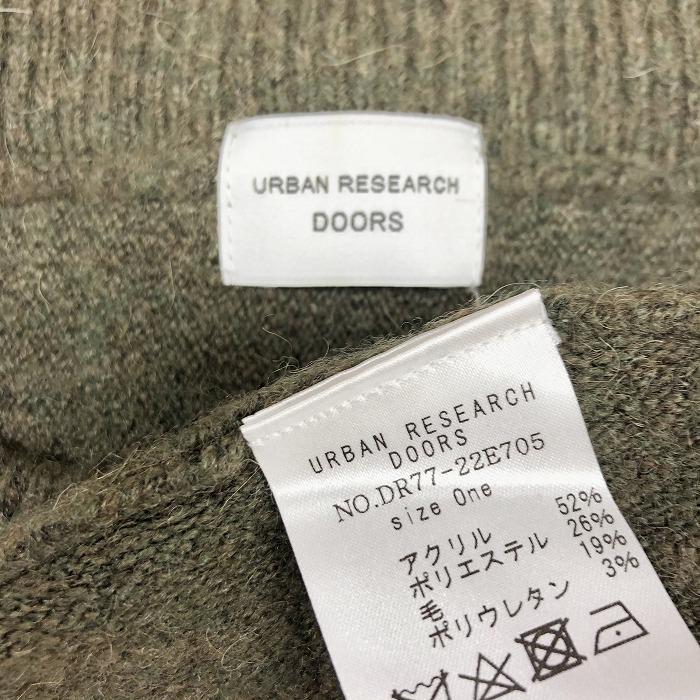 URBAN RESEARCH
DOORS
URBAN RESEARCH
DOORS
NO.DR77-22E705
size One
アクリル 52%
ポリエステル 26%
毛 19%
ポリウレタン 3%